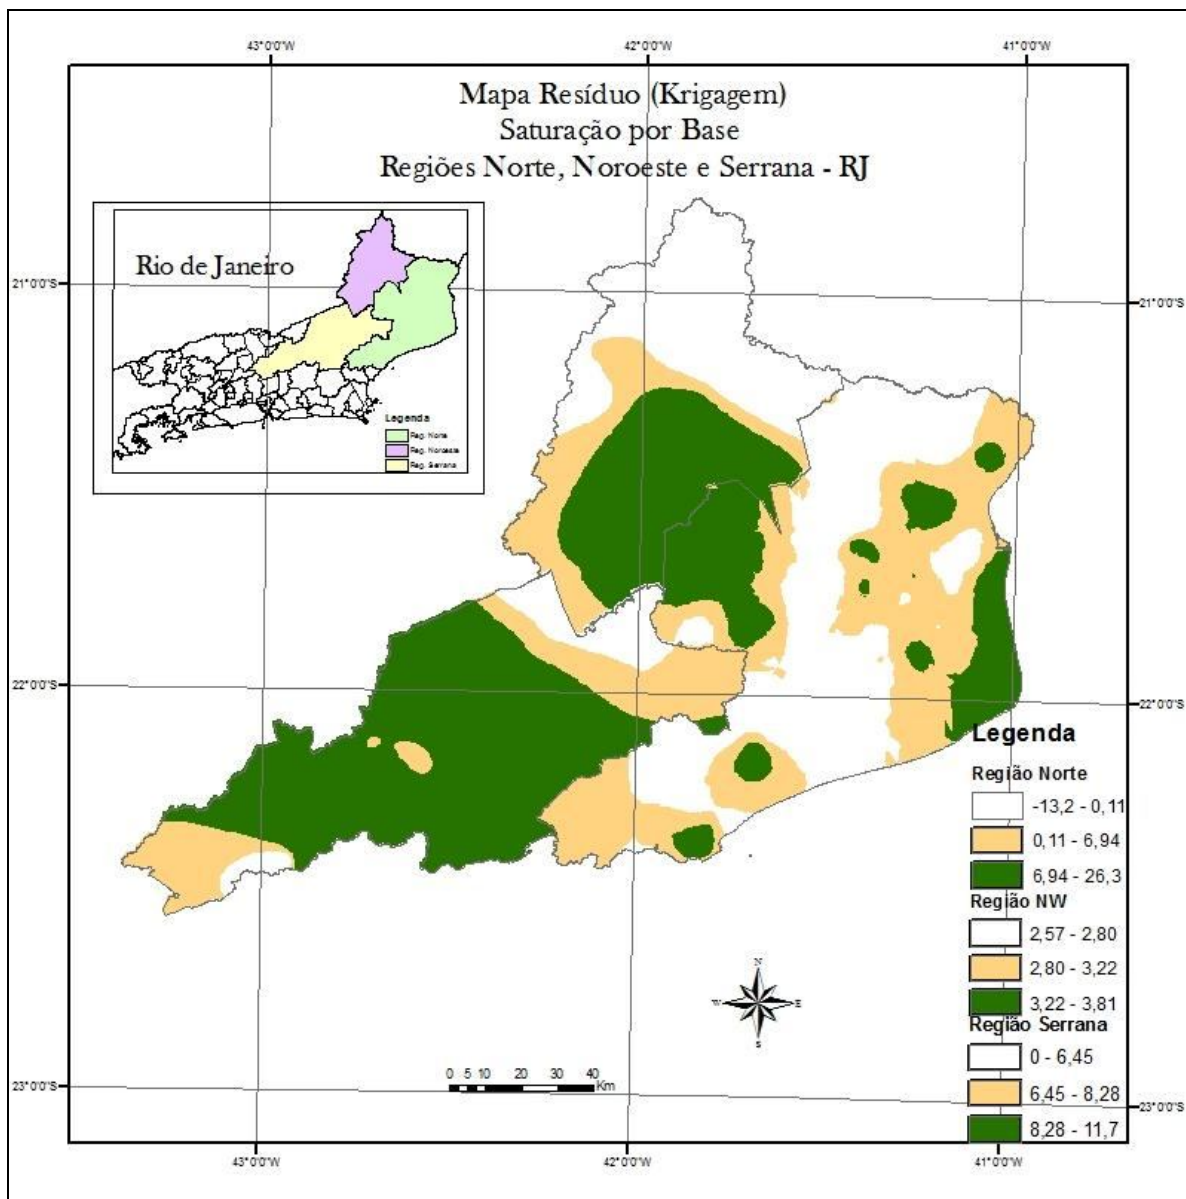 43°0'0"W 42°0'0"W 41°0'0"W
Mapa Resíduo (Krigagem)
Saturação por Base
Regiões Norte, Noroeste e Serrana - RJ
Rio de Janeiro
21°0'0"S 21°0'0"S
Legenda
Reg. Norte
Reg. Noroeste
Reg. Serrana
22°0'0"S 22°0'0"S
Legenda
Região Norte
-13,2 - 0,11
0,11 - 6,94
6,94 - 26,3
Região NW
2,57 - 2,80
2,80 - 3,22
3,22 - 3,81
Região Serrana
0 - 6,45
6,45 - 8,28
8,28 - 11,7
N
W E
S
0 5 10 20 30 40
Km
23°0'0"S 23°0'0"S
43°0'0"W 42°0'0"W 41°0'0"W